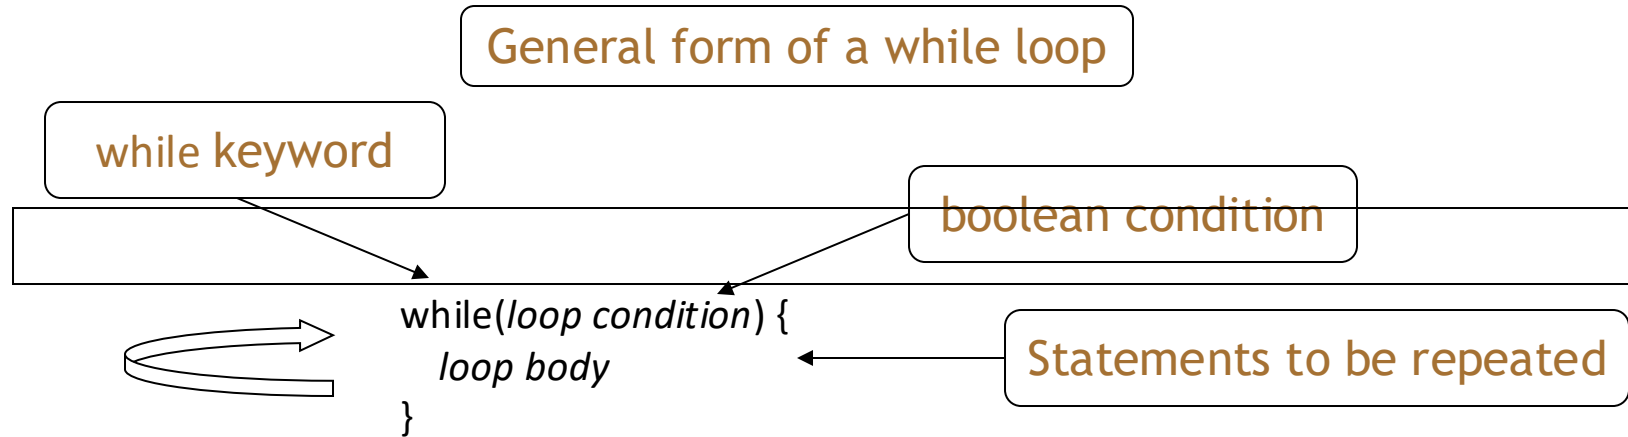 General form of a while loop
while keyword
boolean condition
while(loop condition) {
loop body
}
Statements to be repeated